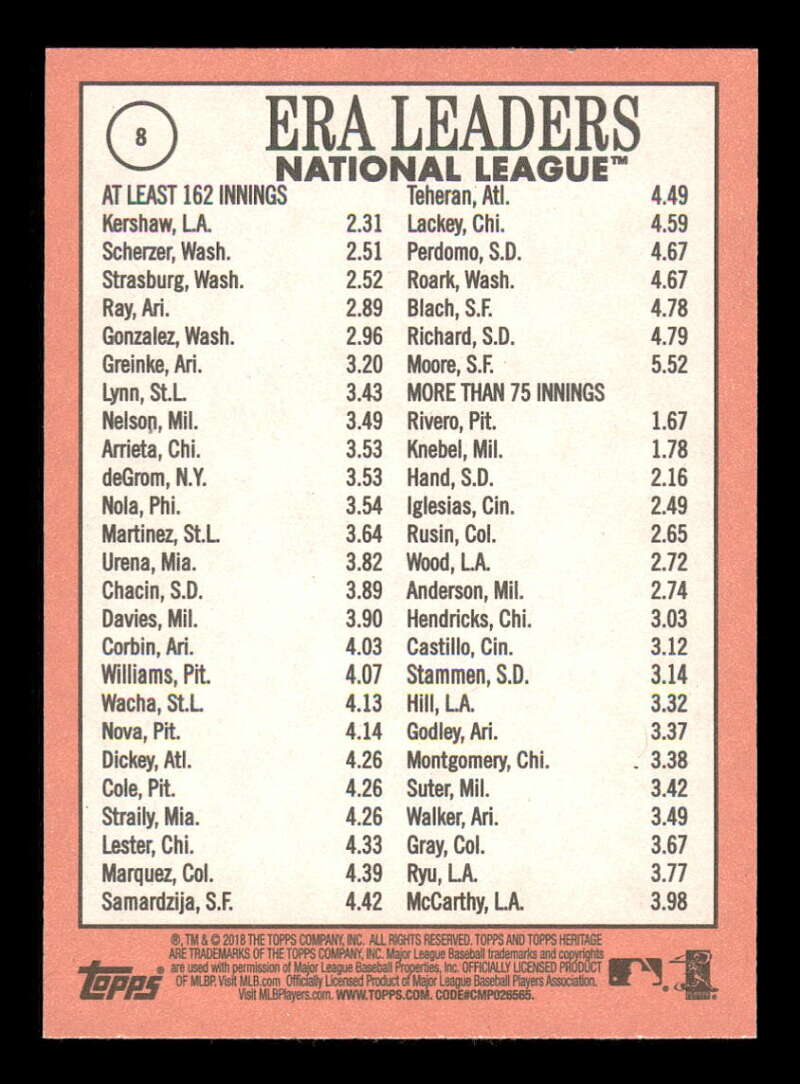 8
ERA LEADERS
NATIONAL LEAGUE™
AT LEAST 162 INNINGS
Kershaw, L.A. 2.31
Scherzer, Wash. 2.51
Strasburg, Wash. 2.52
Ray, Ari. 2.89
Gonzalez, Wash. 2.96
Greinke, Ari. 3.20
Lynn, St.L. 3.43
Nelson, Mil. 3.49
Arrieta, Chi. 3.53
deGrom, N.Y. 3.53
Nola, Phi. 3.54
Martinez, St.L. 3.64
Urena, Mia. 3.82
Chacin, S.D. 3.89
Davies, Mil. 3.90
Corbin, Ari. 4.03
Williams, Pit. 4.07
Wacha, St.L. 4.13
Nova, Pit. 4.14
Dickey, Atl. 4.26
Cole, Pit. 4.26
Straily, Mia. 4.26
Lester, Chi. 4.33
Marquez, Col. 4.39
Samardzija, S.F. 4.42
Teheran, Atl. 4.49
Lackey, Chi. 4.59
Perdomo, S.D. 4.67
Roark, Wash. 4.67
Blach, S.F. 4.78
Richard, S.D. 4.79
Moore, S.F. 5.52
MORE THAN 75 INNINGS
Rivero, Pit. 1.67
Knebel, Mil. 1.78
Hand, S.D. 2.16
Iglesias, Cin. 2.49
Rusin, Col. 2.65
Wood, L.A. 2.72
Anderson, Mil. 2.74
Hendricks, Chi. 3.03
Castillo, Cin. 3.12
Stammen, S.D. 3.14
Hill, L.A. 3.32
Godley, Ari. 3.37
Montgomery, Chi. 3.38
Suter, Mil. 3.42
Walker, Ari. 3.49
Gray, Col. 3.67
Ryu, L.A. 3.77
McCarthy, L.A. 3.98
®, TM & © 2018 THE TOPPS COMPANY, INC. ALL RIGHTS RESERVED. TOPPS AND TOPPS HERITAGE
ARE TRADEMARKS OF THE TOPPS COMPANY, INC. Major League Baseball trademarks and copyrights
are used with permission of Major League Baseball Properties, Inc. OFFICIALLY LICENSED PRODUCT
OF MLBP. Visit MLB.com Officially Licensed Product of Major League Baseball Players Association.
Visit MLBPlayers.com. WWW.TOPPS.COM. CODE#CMP026565.
topps